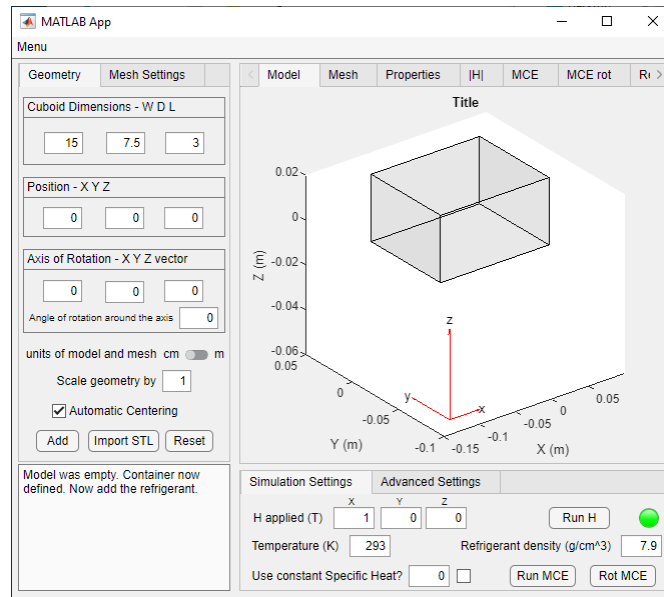 MATLAB App
Menu
Geometry
Mesh Settings
Cuboid Dimensions - W D L
15
7.5
3
Position - X Y Z
0
0
0
Axis of Rotation - X Y Z vector
0
0
0
Angle of rotation around the axis
0
units of model and mesh cm m
Scale geometry by 1
Automatic Centering
Add
Import STL
Reset
Model was empty. Container now
defined. Now add the refrigerant.
Model
Mesh
Properties
|H|
MCE
MCE rot
Title
0.02
0
-0.02
-0.04
-0.06
Z (m)
0.05
0
-0.05
-0.1
Y (m)
-0.15
-0.1
-0.05
0
0.05
X (m)
z
y
x
Simulation Settings
Advanced Settings
X
Y
Z
H applied (T)
1
0
0
Run H
Temperature (K)
293
Refrigerant density (g/cm^3)
7.9
Use constant Specific Heat?
0
Run MCE
Rot MCE